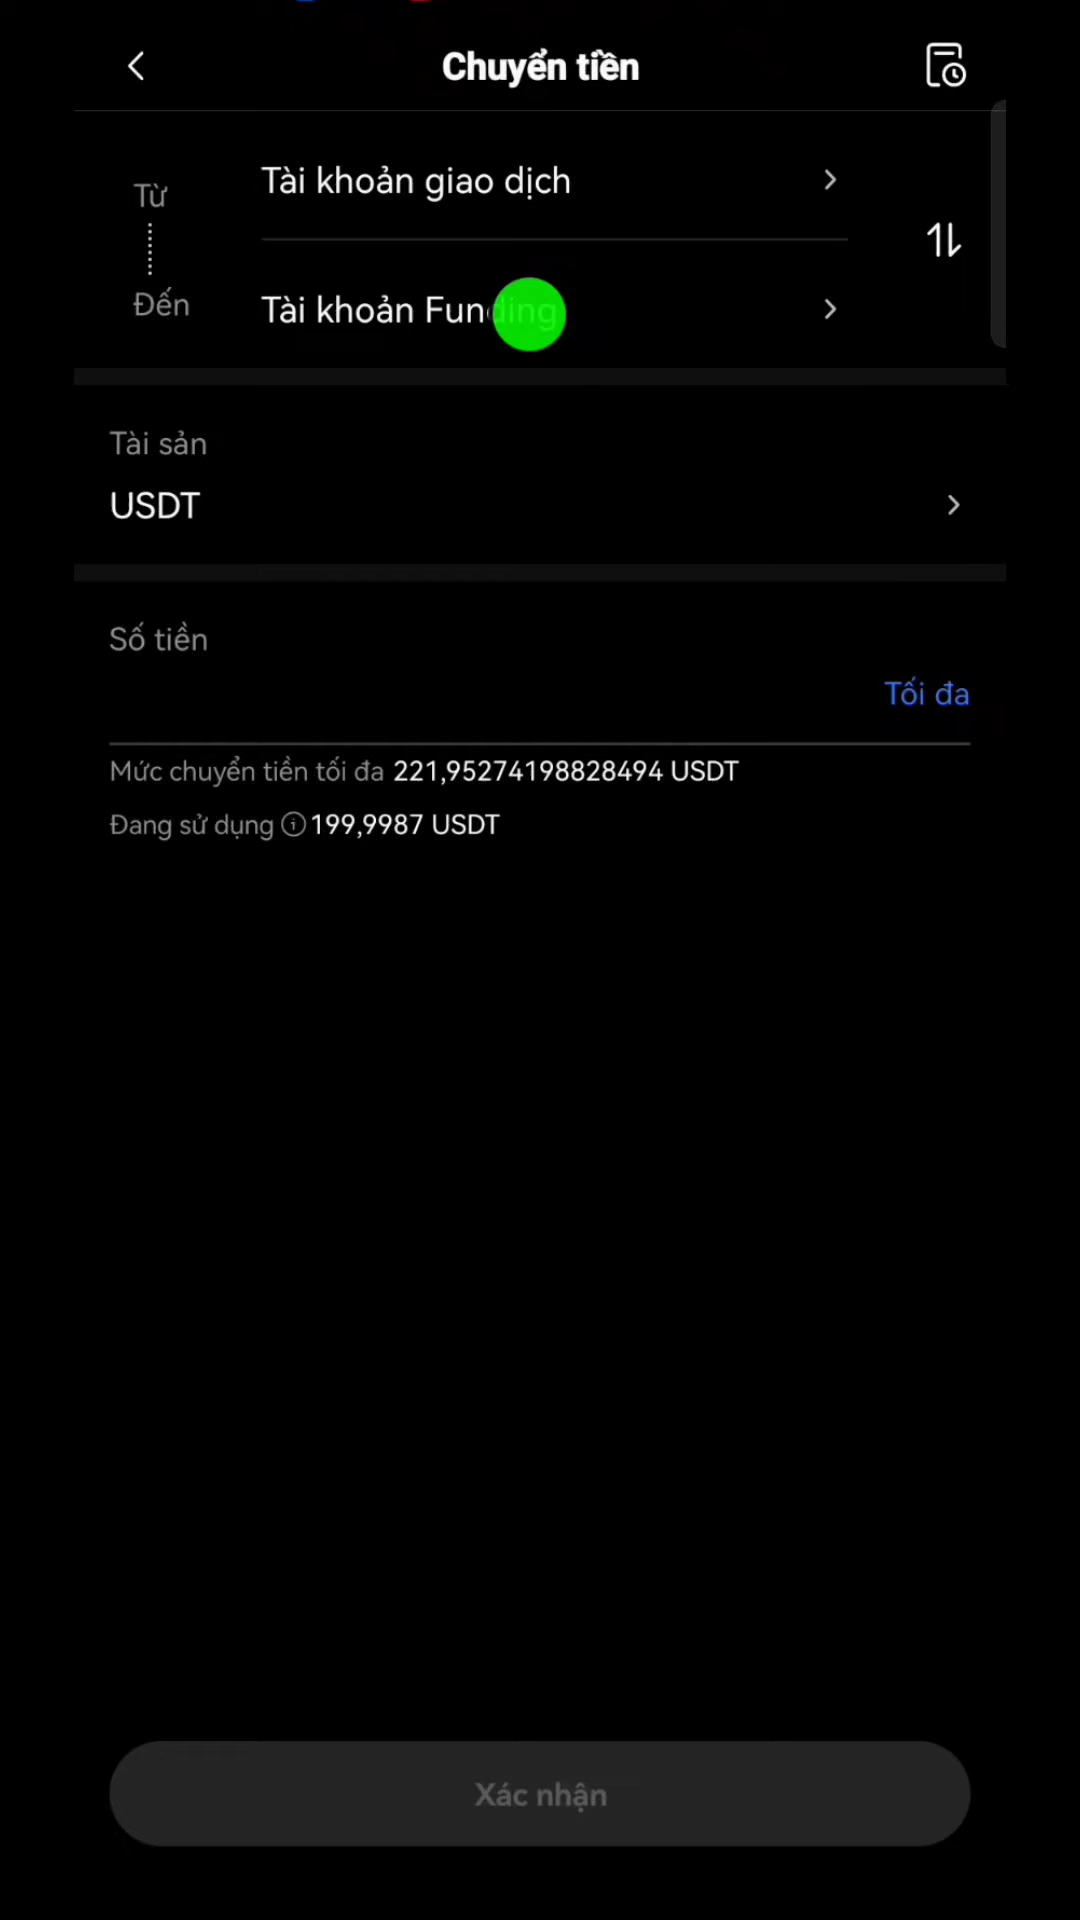 Chuyển tiền
Từ
Tài khoản giao dịch
Đến
Tài khoản Funding
Tài sản
USDT
Số tiền
Tối đa
Mức chuyển tiền tối đa 221,95274198828494 USDT
Đang sử dụng 199,9987 USDT
Xác nhận